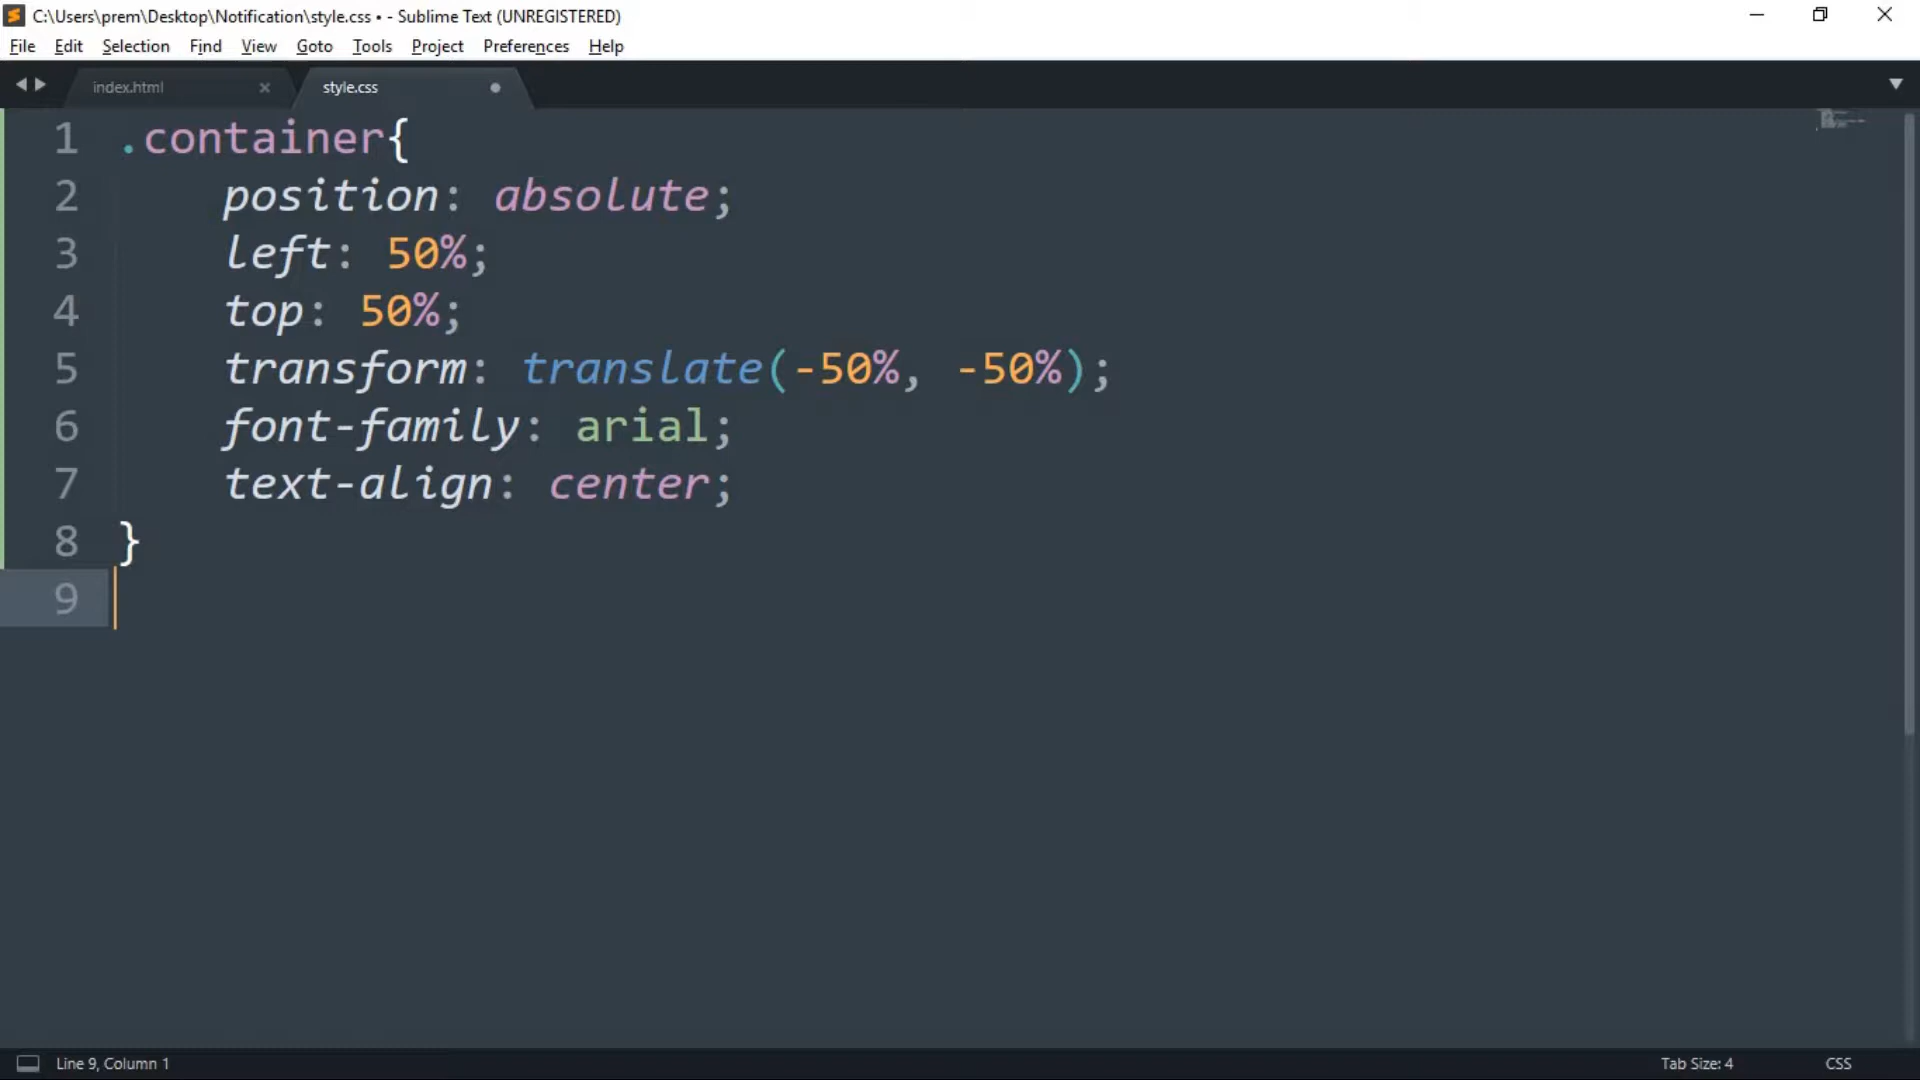 C:\Users\prem\Desktop\Notification\style.css • - Sublime Text (UNREGISTERED)
File Edit Selection Find View Goto Tools Project Preferences Help
index.html style.css
1 .container{
2 position: absolute;
3 left: 50%;
4 top: 50%;
5 transform: translate(-50%, -50%);
6 font-family: arial;
7 text-align: center;
8 }
9
Line 9, Column 1 Tab Size: 4 CSS